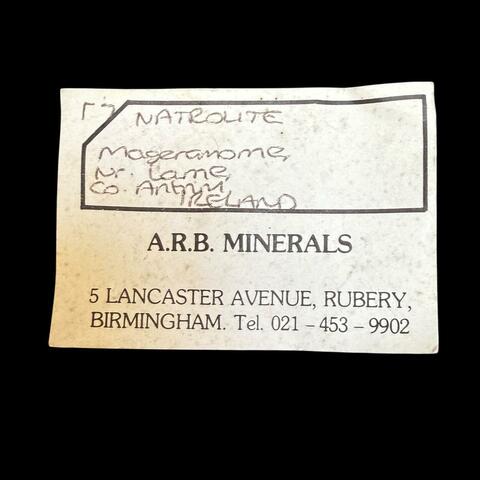 NATROLITE
Mageramorne,
Nr. Larne,
Co. Antrim,
IRELAND
A.R.B. MINERALS
5 LANCASTER AVENUE, RUBERY,
BIRMINGHAM. Tel. 021 – 453 – 9902